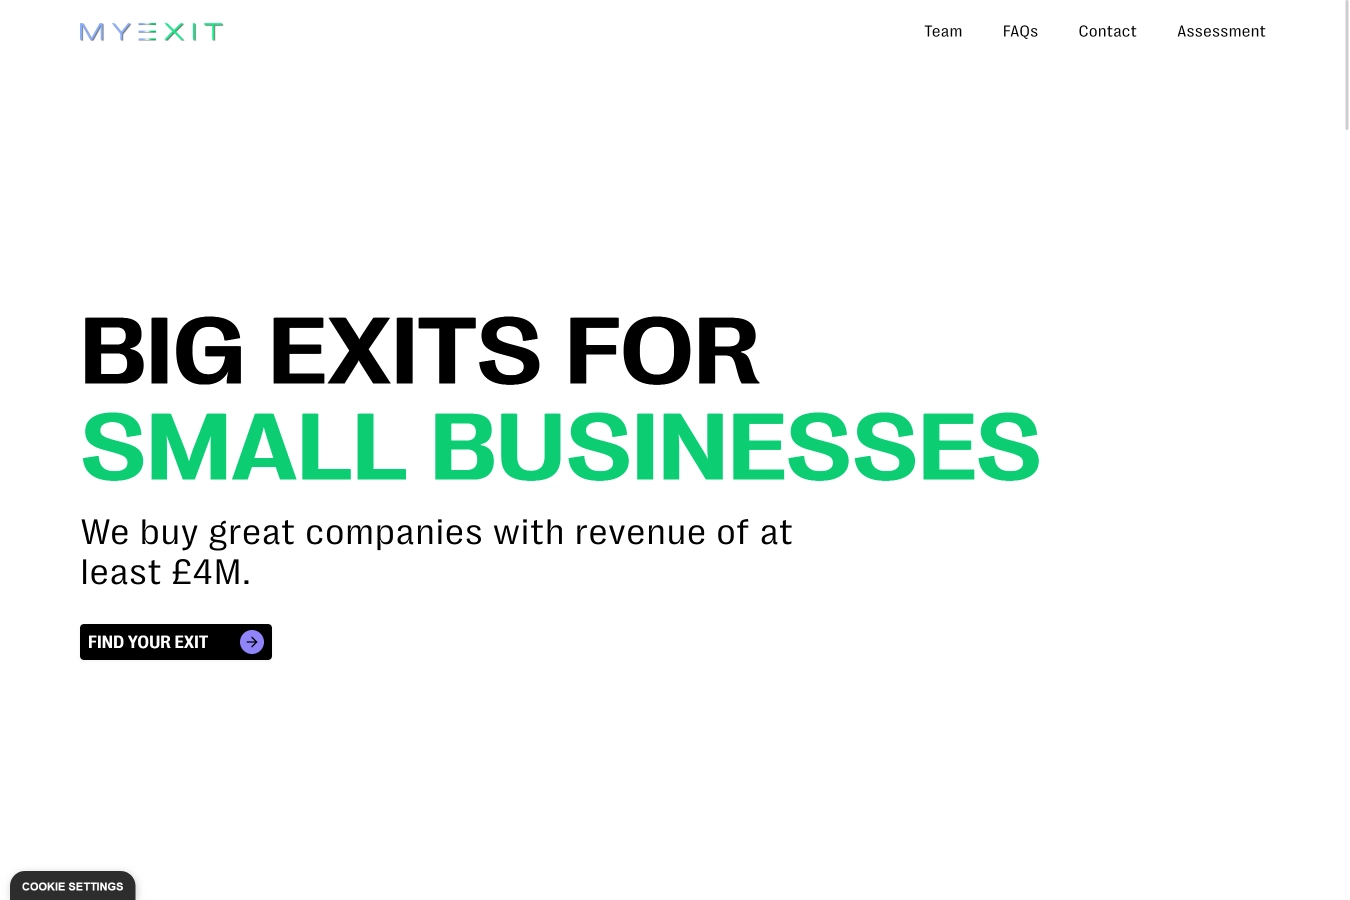 MYEXIT
Team
FAQs
Contact
Assessment
BIG EXITS FOR
SMALL BUSINESSES
We buy great companies with revenue of at
least £4M.
FIND YOUR EXIT
COOKIE SETTINGS